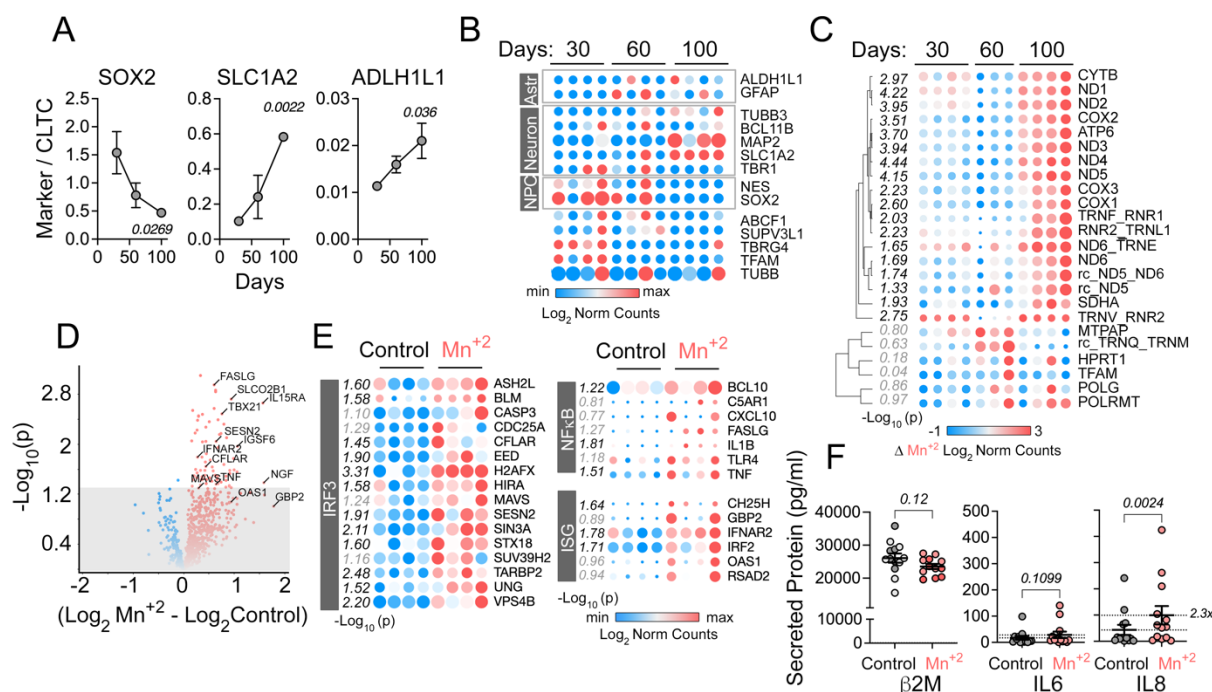 A
SOX2
SLC1A2
ADLH1L1
Marker / CLTC
2.0
1.5
1.0
0.5
0.0
0.0269
0.8
0.6
0.4
0.2
0.0
0.0022
0.03
0.02
0.01
0.00
0.036
0 50 100
0 50 100
0 50 100
Days
B
Days: 30 60 100
Astr
Neuron
NPC
ALDH1L1
GFAP
TUBB3
BCL11B
MAP2
SLC1A2
TBR1
NES
SOX2
ABCF1
SUPV3L1
TBRG4
TFAM
TUBB
min max
Log2 Norm Counts
C
Days: 30 60 100
2.97 CYTB
4.22 ND1
3.95 ND2
3.51 COX2
3.70 ATP6
3.94 ND3
4.44 ND4
4.15 ND5
2.23 COX3
2.60 COX1
2.03 TRNF_RNR1
2.23 RNR2_TRNL1
1.65 ND6_TRNE
1.69 ND6
1.74 rc_ND5_ND6
1.33 rc_ND5
1.93 SDHA
2.75 TRNV_RNR2
0.80 MTPAP
0.63 rc_TRNQ_TRNM
0.18 HPRT1
0.04 TFAM
0.86 POLG
0.97 POLRMT
-Log10 (p)
-1 3
Δ Mn+2 Log2 Norm Counts
D
-Log10(p)
2.8
2
1.2
0.4
FASLG
SLCO2B1
IL15RA
TBX21
SESN2
IGSF6
IFNAR2
CFLAR
MAVS
TNF
NGF
OAS1
GBP2
-2 -1 0 1 2
(Log2 Mn+2 - Log2Control)
E
Control Mn+2
IRF3
1.60 ASH2L
1.58 BLM
1.10 CASP3
1.29 CDC25A
1.45 CFLAR
1.90 EED
3.31 H2AFX
1.58 HIRA
1.24 MAVS
1.91 SESN2
2.11 SIN3A
1.60 STX18
1.16 SUV39H2
2.48 TARBP2
1.52 UNG
2.20 VPS4B
-Log10 (p)
Control Mn+2
NFκB
1.22 BCL10
0.81 C5AR1
0.77 CXCL10
1.27 FASLG
1.81 IL1B
1.18 TLR4
1.51 TNF
ISG
1.64 CH25H
0.89 GBP2
1.78 IFNAR2
1.71 IRF2
0.96 OAS1
0.94 RSAD2
-Log10 (p)
min max
Log2 Norm Counts
F
Secreted Protein (pg/ml)
40000
30000
20000
10000
0
0.12
Control Mn+2
β2M
500
400
300
200
100
0
0.1099
Control Mn+2
IL6
500
400
300
200
100
0
0.0024
2.3x
Control Mn+2
IL8